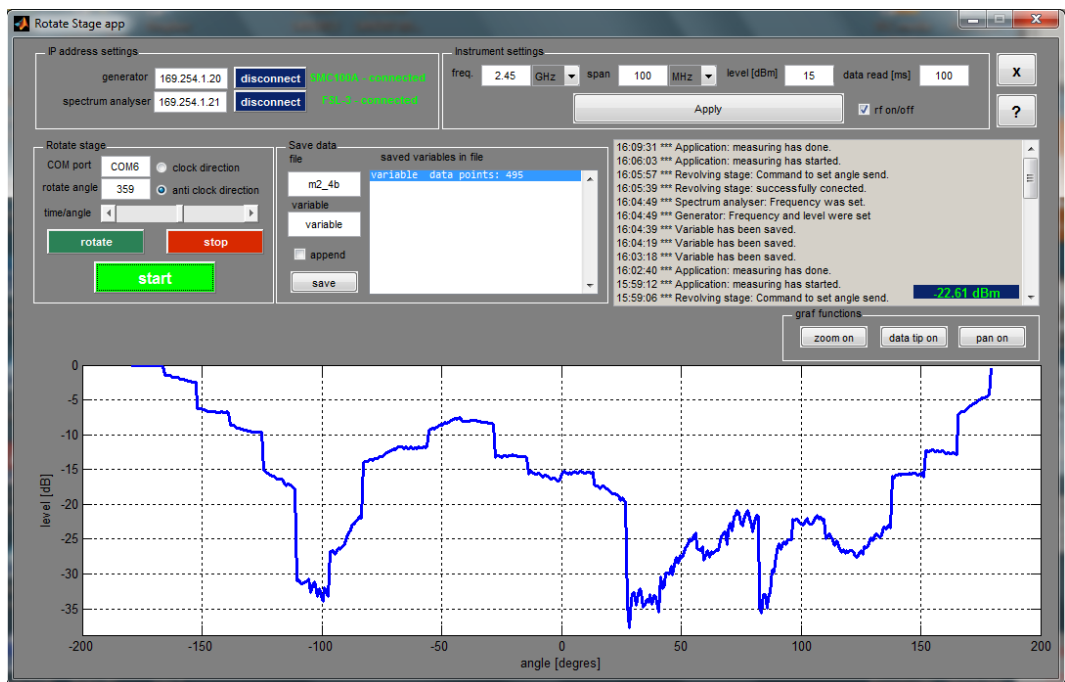 Rotate Stage app
IP address settings
generator 169.254.1.20 disconnect SMC100A - connected
spectrum analyser 169.254.1.21 disconnect FSL-3 - connected
Instrument settings
freq. 2.45 GHz span 100 MHz level [dBm] 15 data read [ms] 100
Apply rf on/off
X
?
Rotate stage
COM port COM6 clock direction
rotate angle 359 anti clock direction
time/angle
rotate stop
start
Save data
file saved variables in file
m2_4b
variable data points: 495
variable
variable
append
save
16:09:31 *** Application: measuring has done.
16:06:03 *** Application: measuring has started.
16:05:57 *** Revolving stage: Command to set angle send.
16:05:39 *** Revolving stage: successfully conected.
16:04:49 *** Spectrum analyser: Frequency was set.
16:04:49 *** Generator: Frequency and level were set
16:04:39 *** Variable has been saved.
16:04:19 *** Variable has been saved.
16:03:18 *** Variable has been saved.
16:02:40 *** Application: measuring has done.
15:59:12 *** Application: measuring has started.
15:59:06 *** Revolving stage: Command to set angle send.
-22.61 dBm
graf functions
zoom on data tip on pan on
0
-5
-10
-15
-20
-25
-30
-35
level [dB]
-200 -150 -100 -50 0 50 100 150 200
angle [degres]